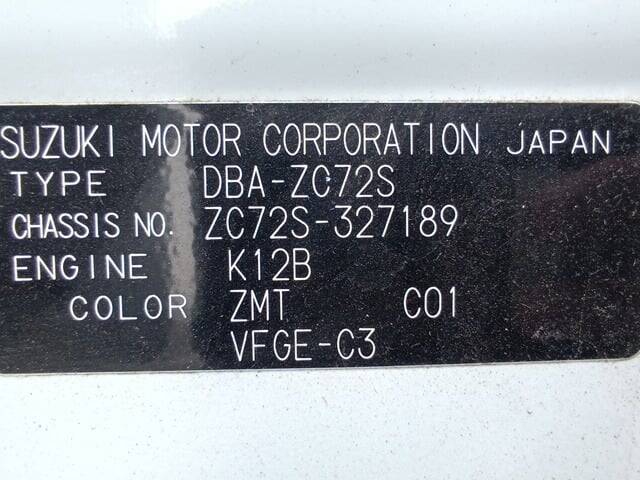 SUZUKI MOTOR CORPORATION JAPAN
TYPE DBA-ZC72S
CHASSIS NO. ZC72S-327189
ENGINE K12B
COLOR ZMT C01
VFGE-C3